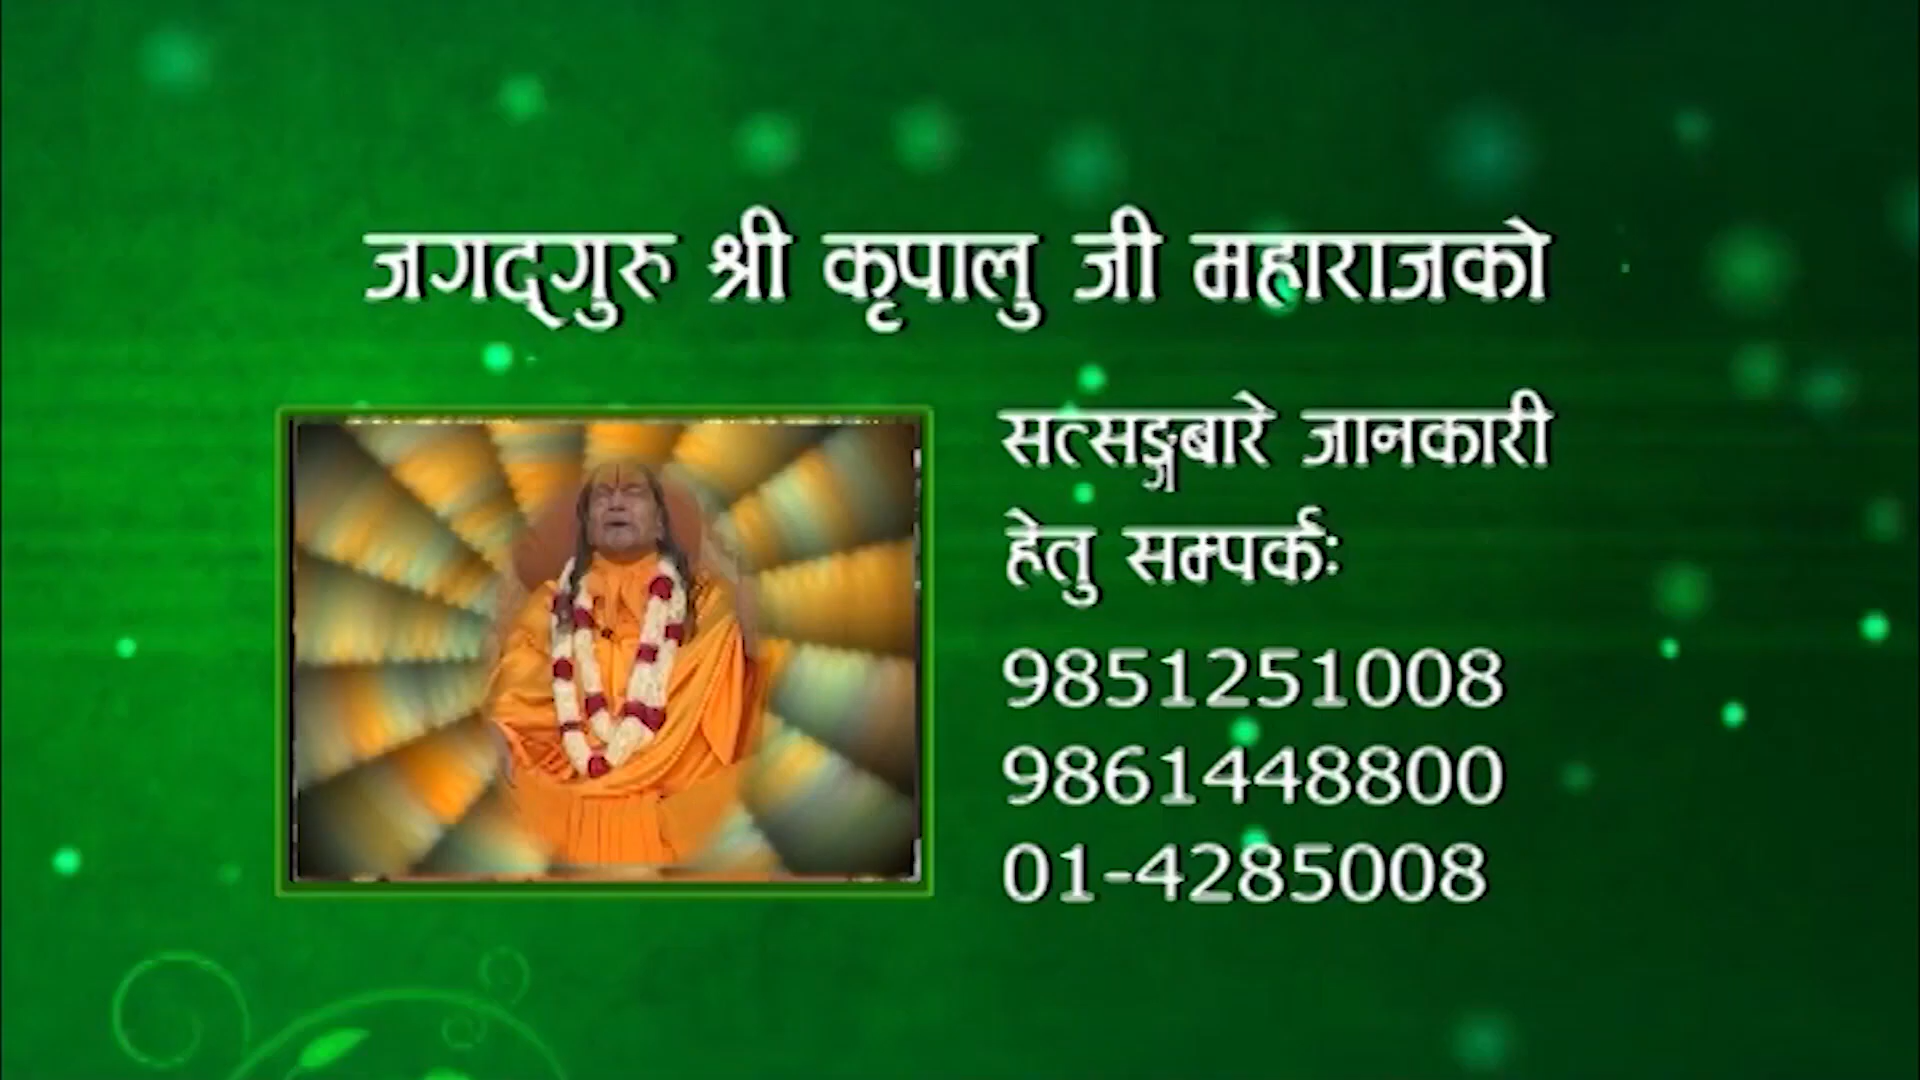 जगद्गुरु श्री कृपालु जी महाराजको
सत्सङ्गबारे जानकारी
हेतु सम्पर्कः
9851251008
9861448800
01-4285008